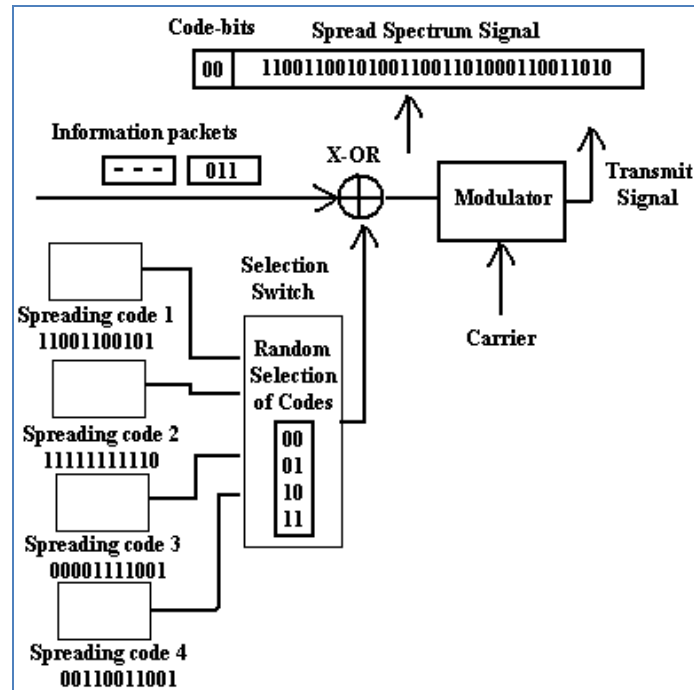 Code-bits Spread Spectrum Signal
00 110011001010011001101000110011010
Information packets
- - - 011
X-OR
Modulator
Transmit
Signal
Selection
Switch
Carrier
Spreading code 1
11001100101
Random
Selection
of Codes
Spreading code 2
11111111110
00
01
10
11
Spreading code 3
00001111001
Spreading code 4
00110011001